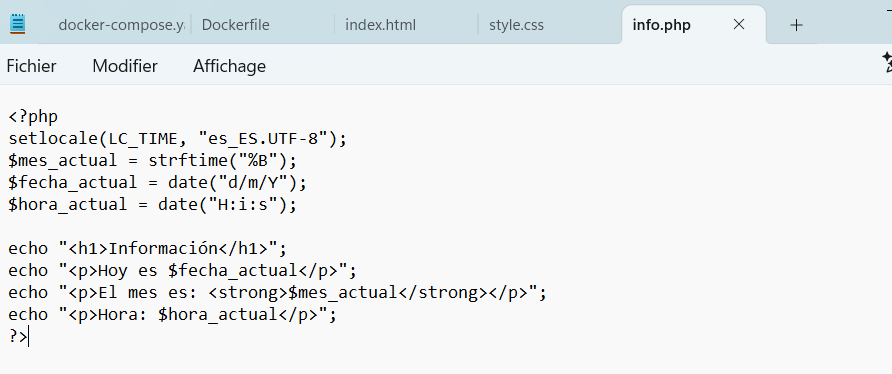 docker-compose.ya Dockerfile index.html style.css info.php
Fichier Modifier Affichage
<?php
setlocale(LC_TIME, "es_ES.UTF-8");
$mes_actual = strftime("%B");
$fecha_actual = date("d/m/Y");
$hora_actual = date("H:i:s");
echo "<h1>Información</h1>";
echo "<p>Hoy es $fecha_actual</p>";
echo "<p>El mes es: <strong>$mes_actual</strong></p>";
echo "<p>Hora: $hora_actual</p>";
?>